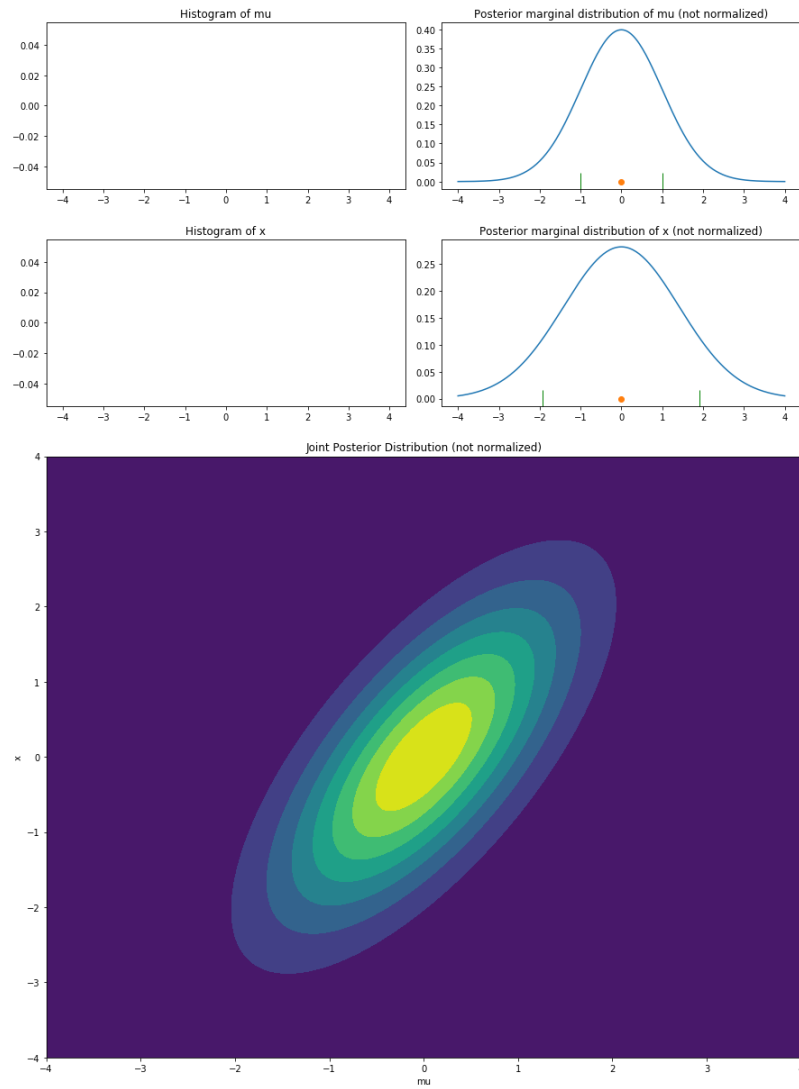 Histogram of mu
0.04
0.02
0.00
−0.02
−0.04
−4 −3 −2 −1 0 1 2 3 4
Posterior marginal distribution of mu (not normalized)
0.40
0.35
0.30
0.25
0.20
0.15
0.10
0.05
0.00
−4 −3 −2 −1 0 1 2 3 4
Histogram of x
0.04
0.02
0.00
−0.02
−0.04
−4 −3 −2 −1 0 1 2 3 4
Posterior marginal distribution of x (not normalized)
0.25
0.20
0.15
0.10
0.05
0.00
−4 −3 −2 −1 0 1 2 3 4
Joint Posterior Distribution (not normalized)
4
3
2
1
0
−1
−2
−3
−4
x
−4 −3 −2 −1 0 1 2 3
mu